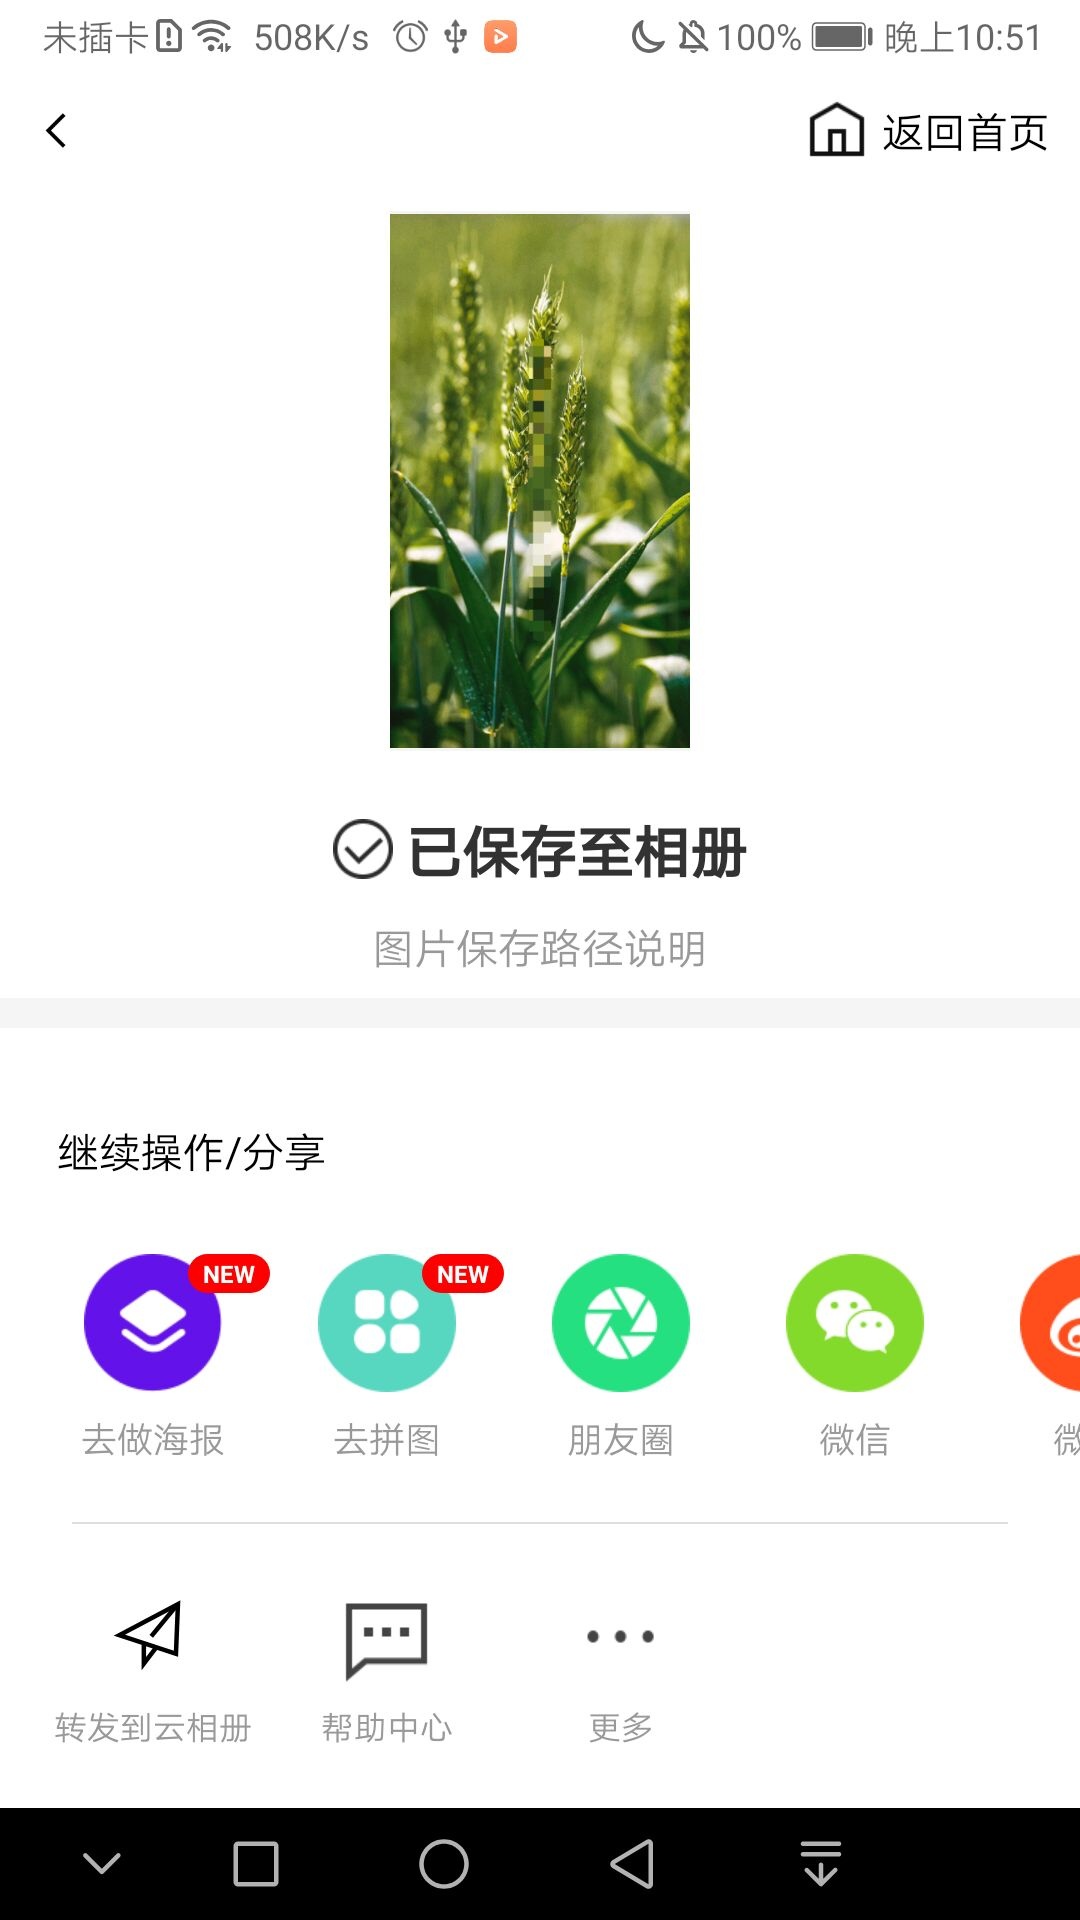 未插卡 508K/s 100% 晚上10:51
返回首页
已保存至相册
图片保存路径说明
继续操作/分享
NEW NEW
去做海报 去拼图 朋友圈 微信 微
转发到云相册 帮助中心 更多